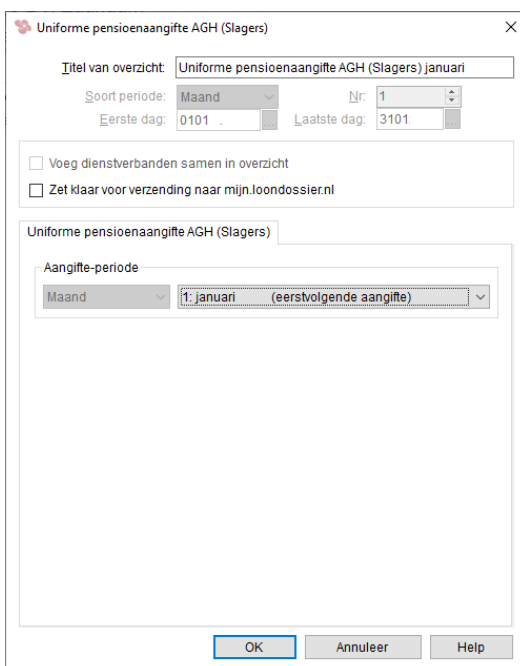 Uniforme pensioenaangifte AGH (Slagers)
Titel van overzicht: Uniforme pensioenaangifte AGH (Slagers) januari
Soort periode: Maand Nr: 1
Eerste dag: 0101 . ... Laatste dag: 3101. ...
Voeg dienstverbanden samen in overzicht
Zet klaar voor verzending naar mijn.loondossier.nl
Uniforme pensioenaangifte AGH (Slagers)
Aangifte-periode
Maand 1: januari (eerstvolgende aangifte)
OK Annuleer Help